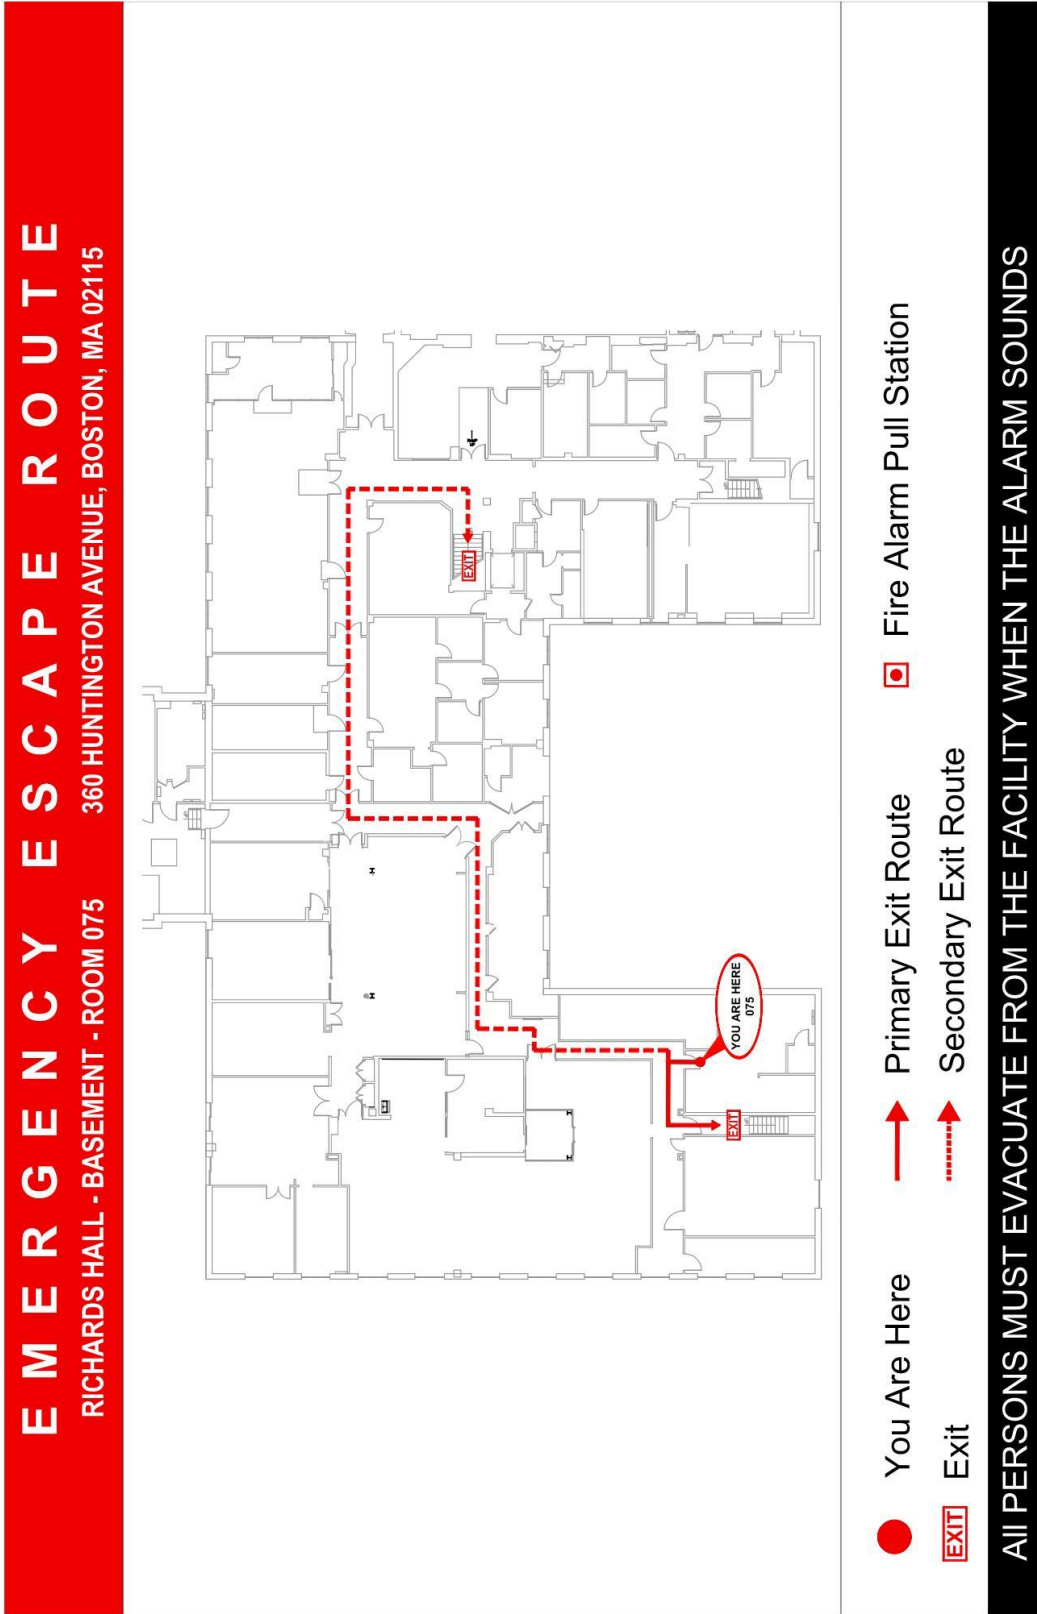 EMERGENCY ESCAPE ROUTE
RICHARDS HALL - BASEMENT - ROOM 075 360 HUNTINGTON AVENUE, BOSTON, MA 02115
EXIT
YOU ARE HERE
075
EXIT
H
H
You Are Here
Primary Exit Route
Fire Alarm Pull Station
EXIT
Exit
Secondary Exit Route
All PERSONS MUST EVACUATE FROM THE FACILITY WHEN THE ALARM SOUNDS